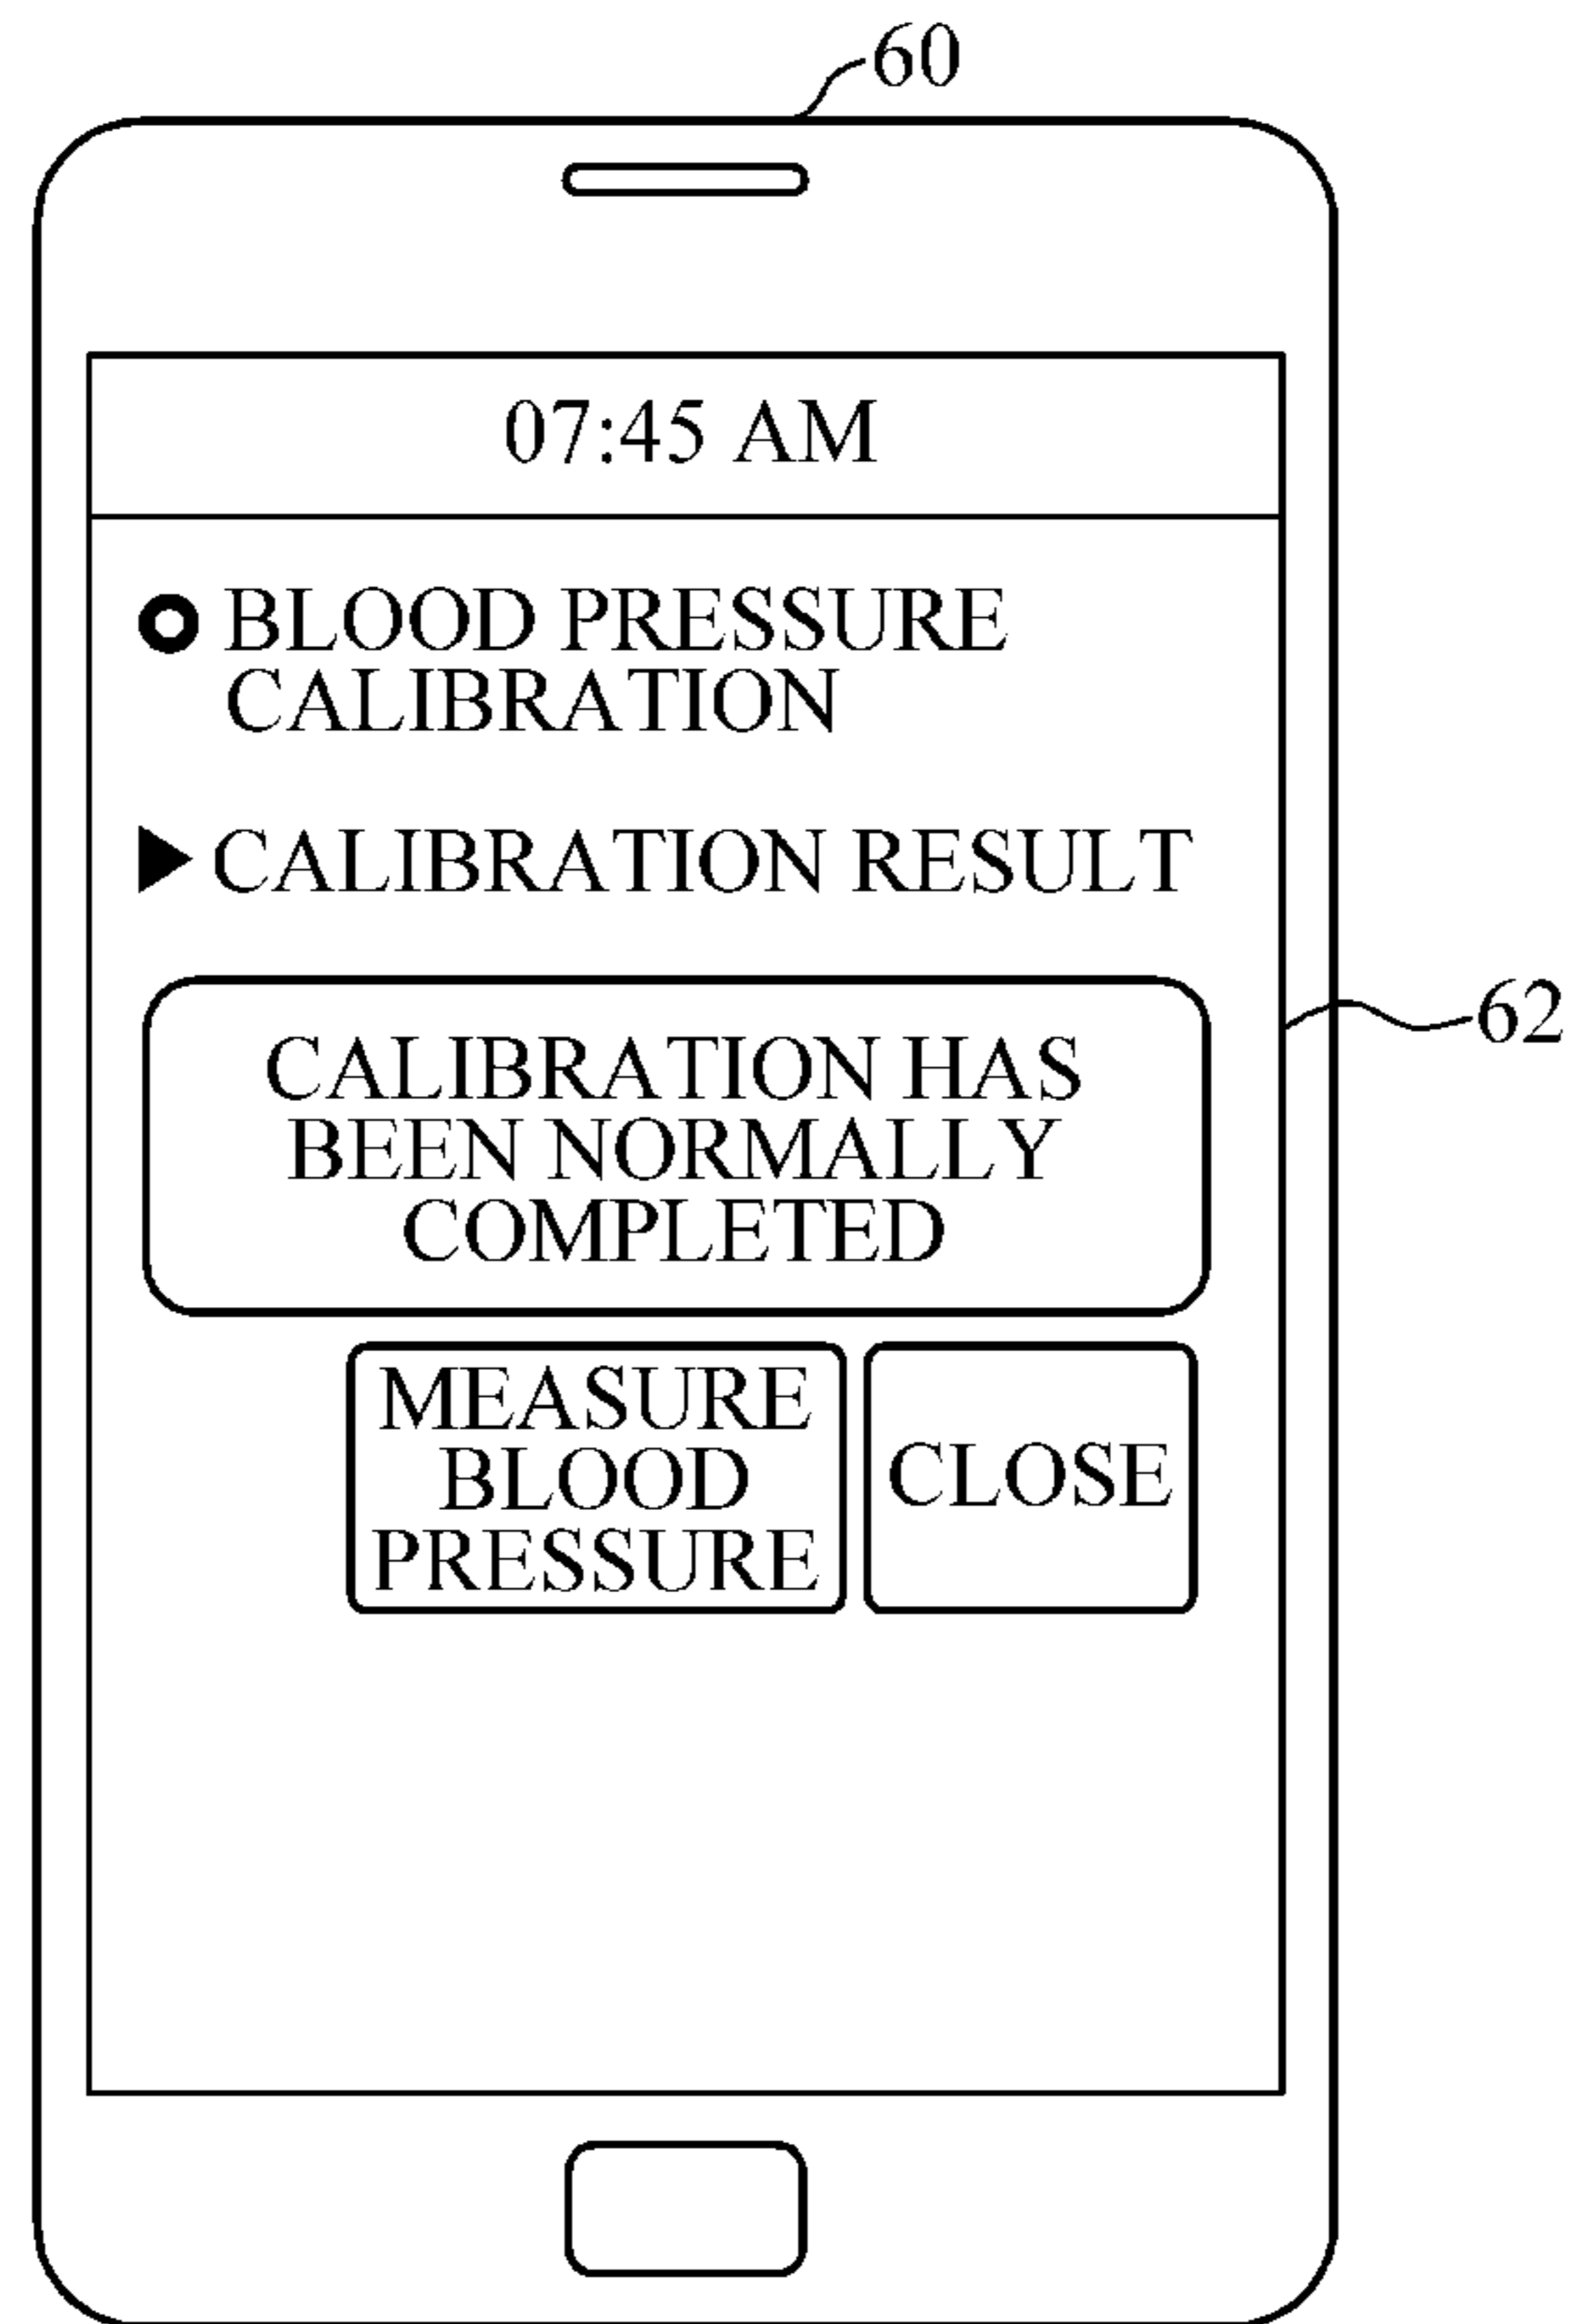 60
07:45 AM
BLOOD PRESSURE
CALIBRATION
CALIBRATION RESULT
62
CALIBRATION HAS
BEEN NORMALLY
COMPLETED
MEASURE
BLOOD
PRESSURE
CLOSE